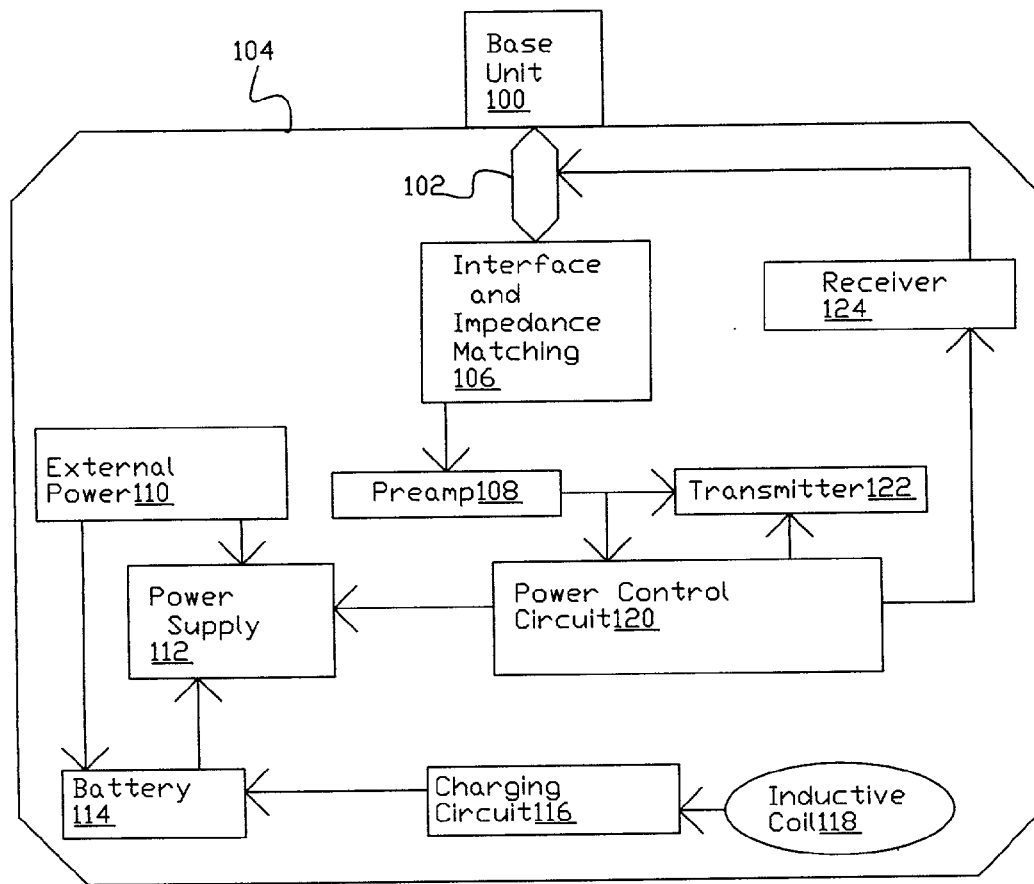 104
Base
Unit
100
102
Interface
and
Impedance
Matching
106
Receiver
124
External
Power110
Preamp108
Transmitter122
Power
Supply
112
Power Control
Circuit120
Battery
114
Charging
Circuit116
Inductive
Coil118